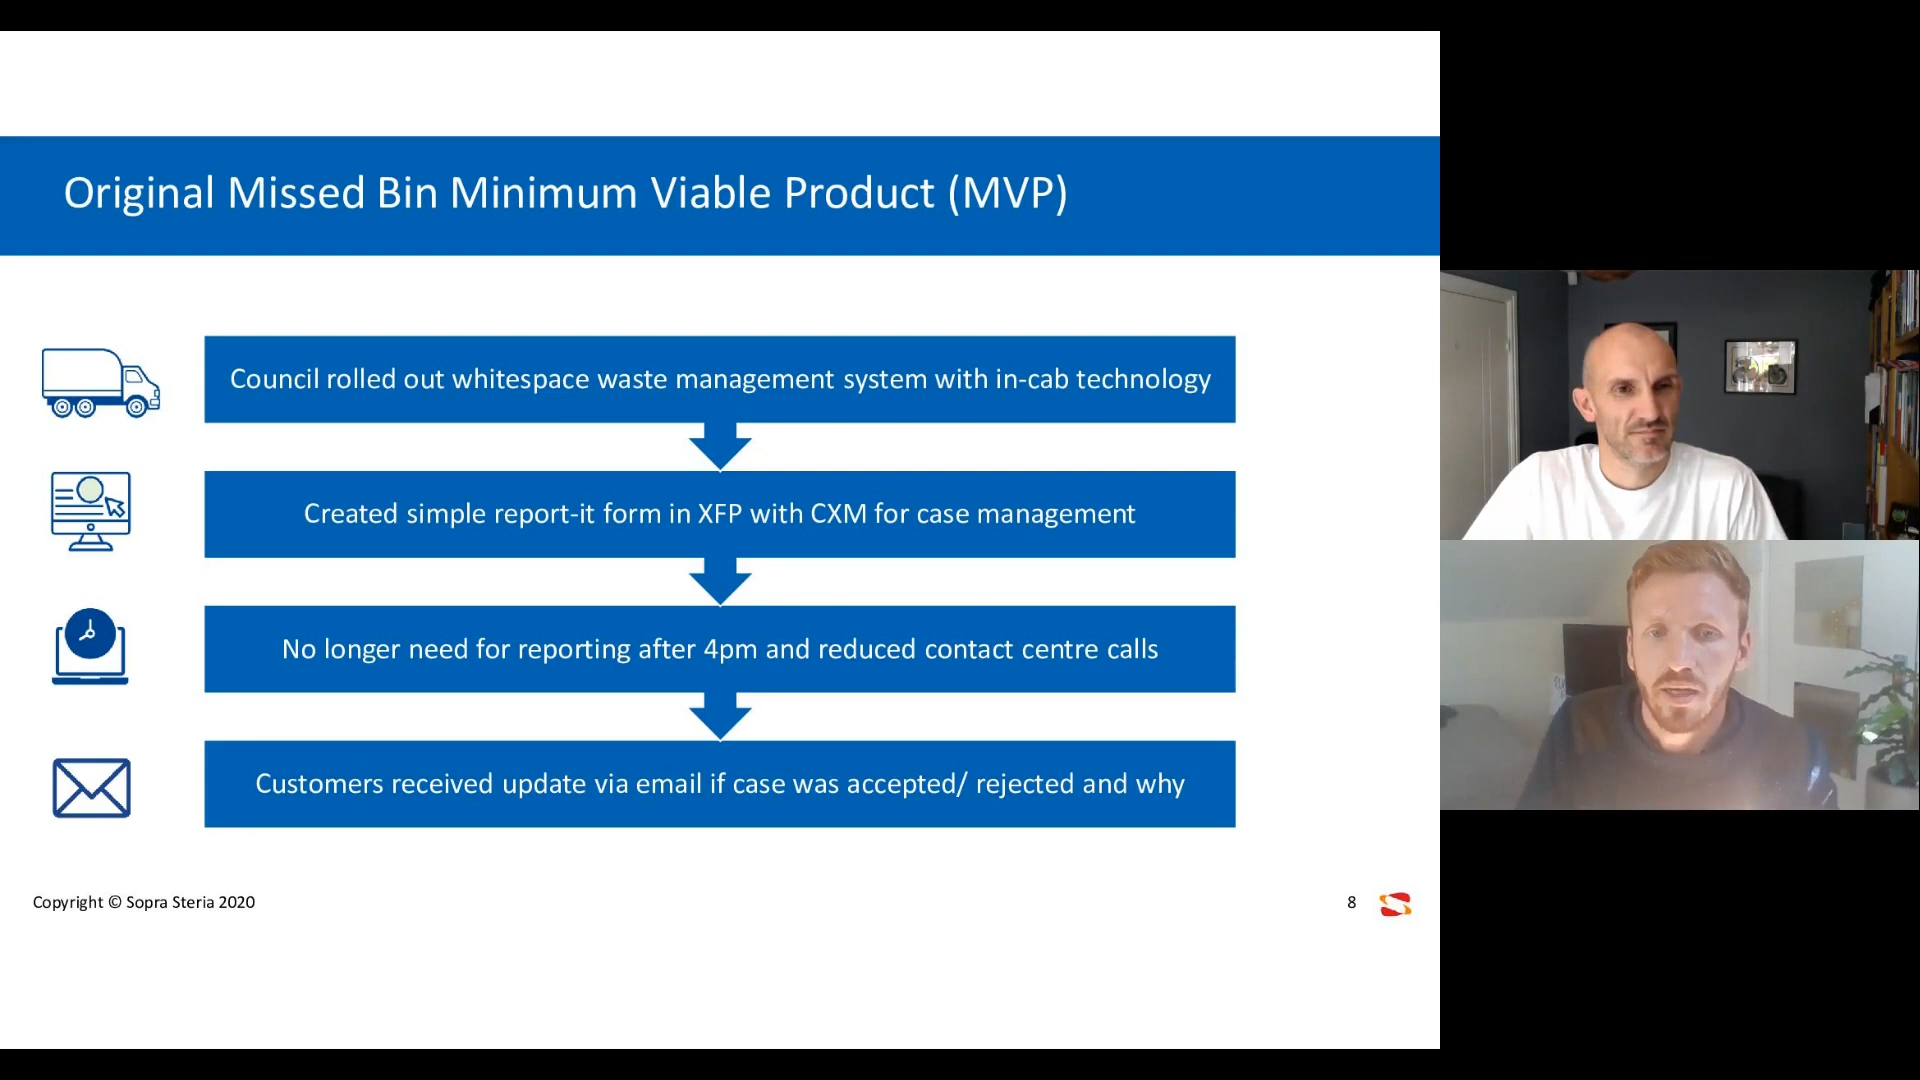 Original Missed Bin Minimum Viable Product (MVP)
Council rolled out whitespace waste management system with in-cab technology
Created simple report-it form in XFP with CXM for case management
No longer need for reporting after 4pm and reduced contact centre calls
Customers received update via email if case was accepted/ rejected and why
Copyright © Sopra Steria 2020
8